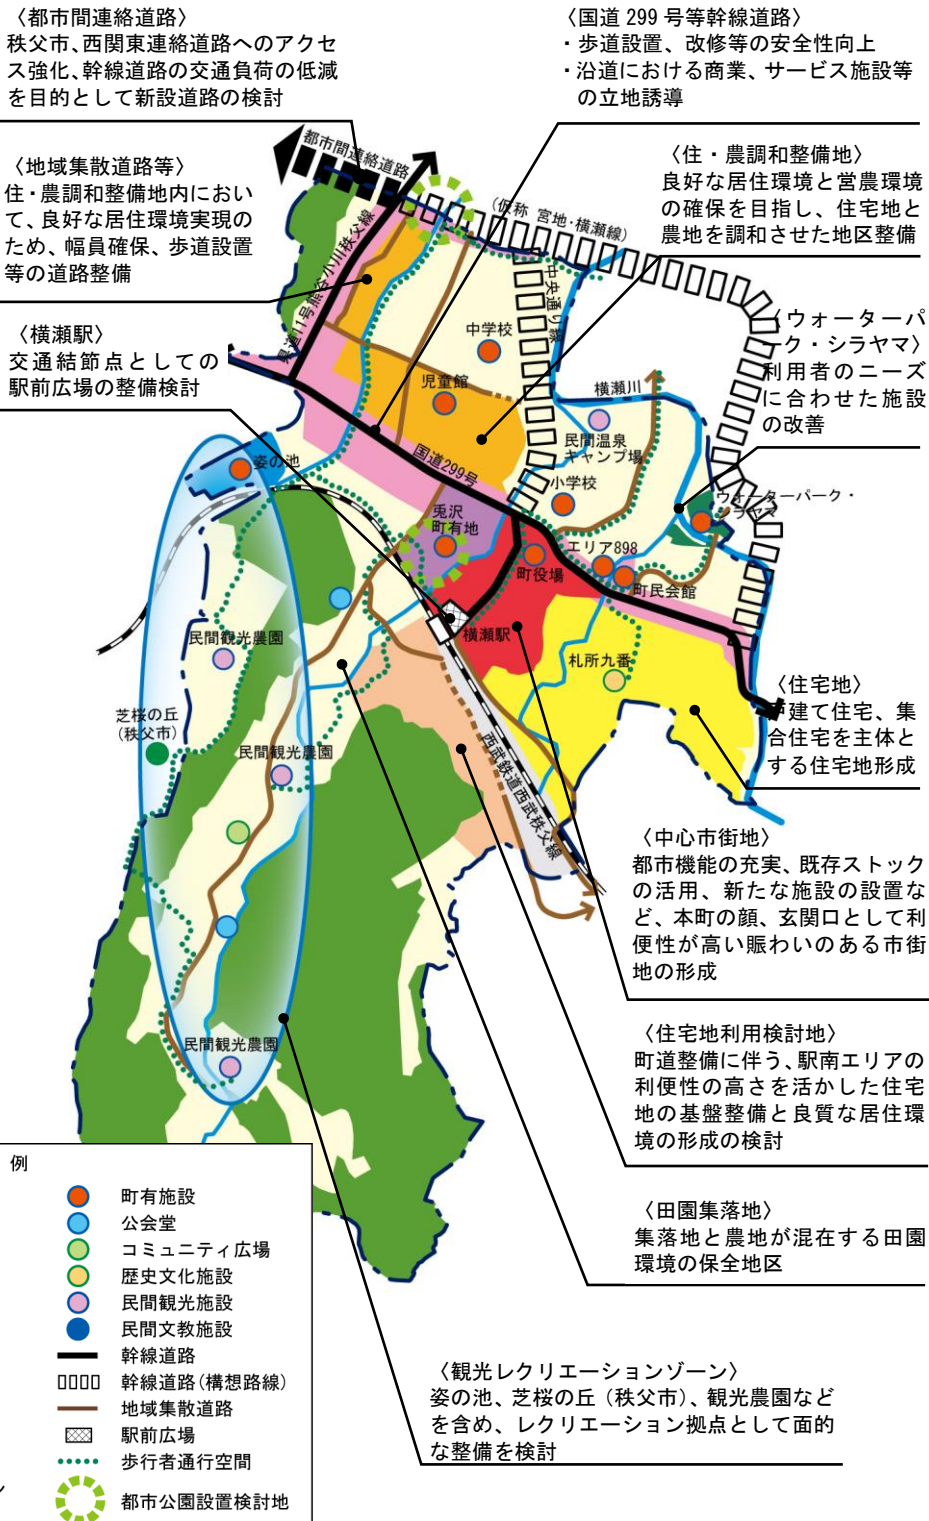 〈都市間連絡道路〉
秩父市、西関東連絡道路へのアクセ
ス強化、幹線道路の交通負荷の低減
を目的として新設道路の検討
〈国道 299 号等幹線道路〉
・歩道設置、改修等の安全性向上
・沿道における商業、サービス施設等
の立地誘導
〈地域集散道路等〉
住・農調和整備地内におい
て、良好な居住環境実現の
ため、幅員確保、歩道設置
等の道路整備
〈住・農調和整備地〉
良好な居住環境と営農環境
の確保を目指し、住宅地と
農地を調和させた地区整備
〈横瀬駅〉
交通結節点としての
駅前広場の整備検討
〈ウォーターパ
ーク・シラヤマ〉
利用者のニーズ
に合わせた施設
の改善
都市間連絡道路
(仮称 宮地・横瀬線)
県道11号熊谷小川秩父線
中央通り線
中学校
児童館
横瀬川
民間温泉
キャンプ場
国道299号
小学校
姿の池
兎沢
町有地
ウォーターパーク・
シラヤマ
エリア898
町役場
町民会館
横瀬駅
民間観光農園
札所九番
芝桜の丘
(秩父市)
民間観光農園
西武鉄道西武秩父線
民間観光農園
〈住宅地〉
戸建て住宅、集
合住宅を主体と
する住宅地形成
〈中心市街地〉
都市機能の充実、既存ストック
の活用、新たな施設の設置な
ど、本町の顔、玄関口として利
便性が高い賑わいのある市街
地の形成
〈住宅地利用検討地〉
町道整備に伴う、駅南エリアの
利便性の高さを活かした住宅
地の基盤整備と良質な居住環
境の形成の検討
〈田園集落地〉
集落地と農地が混在する田園
環境の保全地区
〈観光レクリエーションゾーン〉
姿の池、芝桜の丘（秩父市）、観光農園など
を含め、レクリエーション拠点として面的
な整備を検討
例
町有施設
公会堂
コミュニティ広場
歴史文化施設
民間観光施設
民間文教施設
幹線道路
幹線道路(構想路線)
地域集散道路
駅前広場
歩行者通行空間
都市公園設置検討地